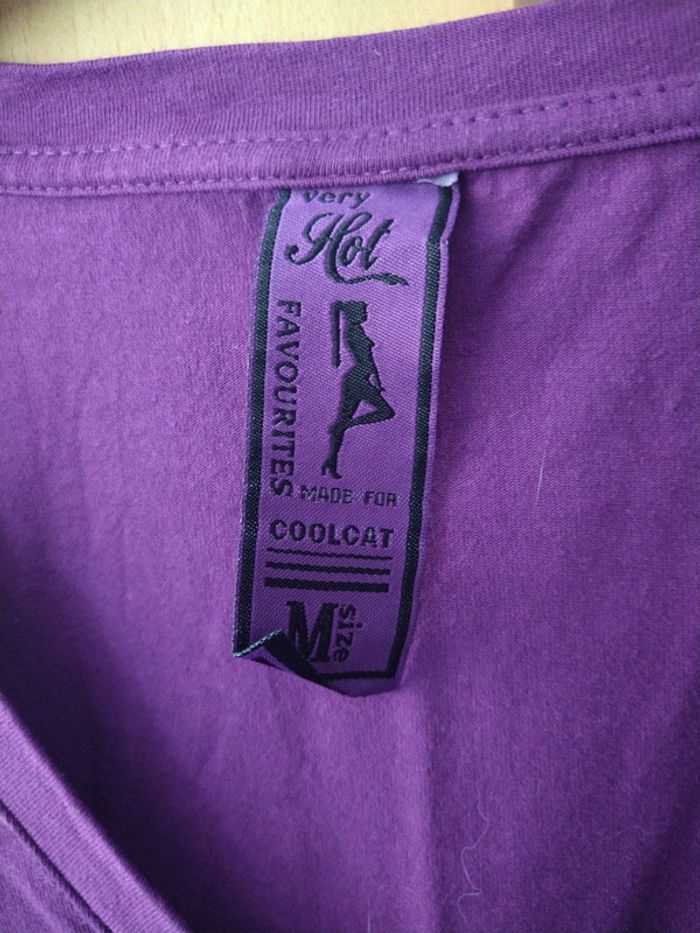 very
Hot
FAVOURITES
MADE FOR
COOLCAT
M size